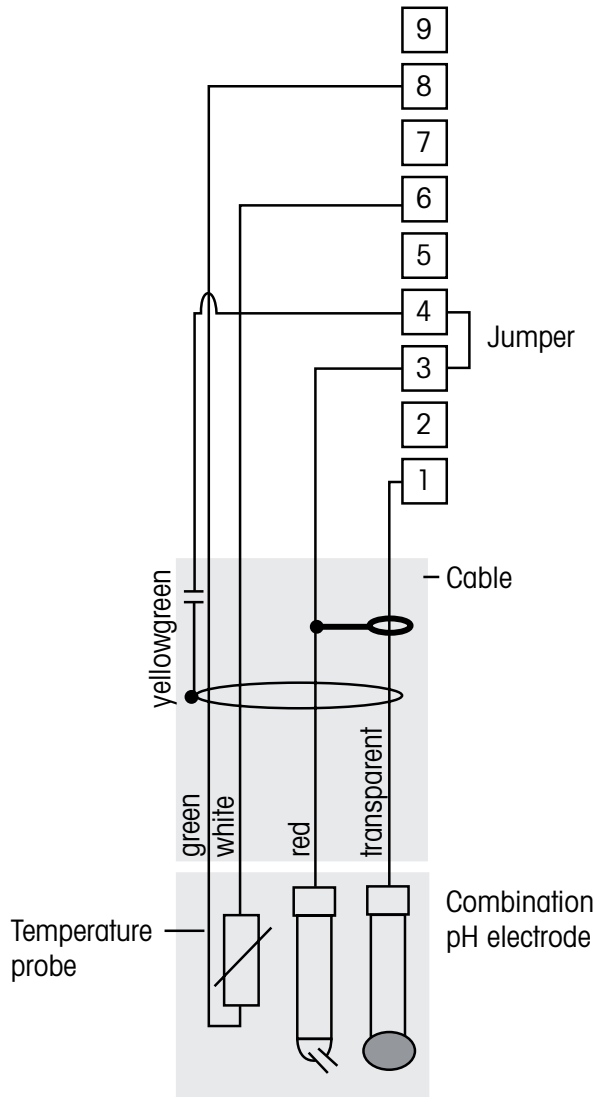 9
8
7
6
5
4
Jumper
3
2
1
Cable
yellowgreen
green
white
red
transparent
Combination
pH electrode
Temperature
probe